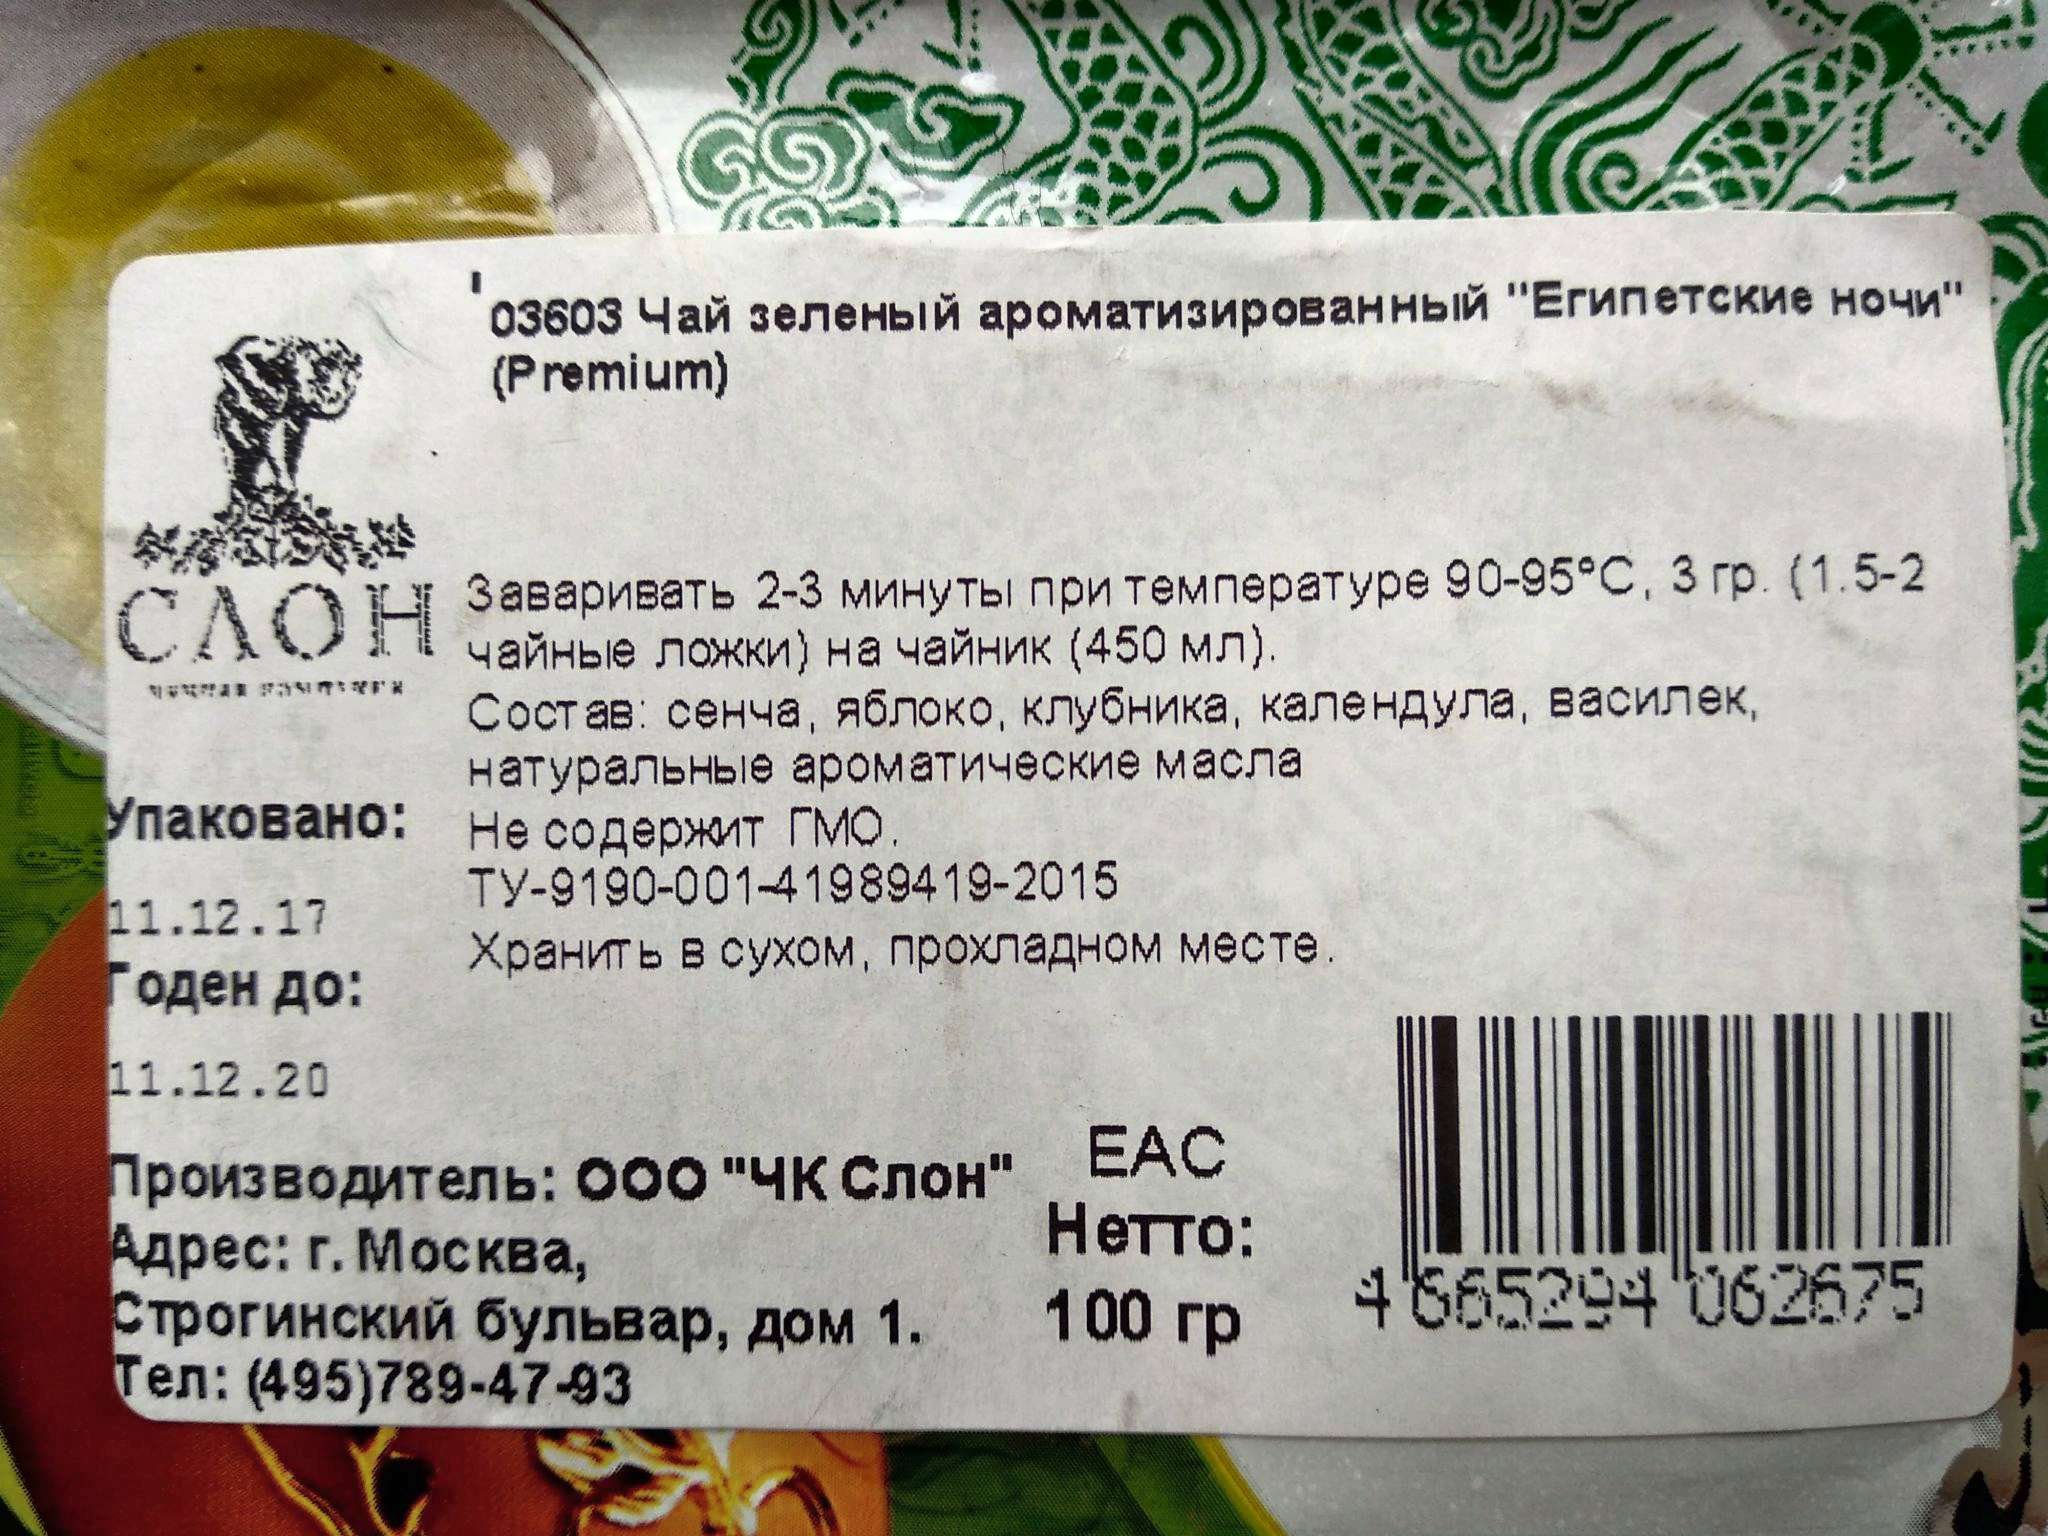 03603 Чай зеленый ароматизированный "Египетские ночи"
(Premium)
СЛОН
Заваривать 2-3 минуты при температуре 90-95°С, 3 гр. (1.5-2
чайные ложки) на чайник (450 мл).
Состав: сенча, яблоко, клубника, календула, василек,
натуральные ароматические масла
Не содержит ГМО.
ТУ-9190-001-41989419-2015
Хранить в сухом, прохладном месте.
Упаковано:
11.12.17
Годен до:
11.12.20
Производитель: ООО "ЧК Слон"
Адрес: г. Москва,
Строгинский бульвар, дом 1.
Тел: (495)789-47-93
ЕАС
Нетто:
100 гр
4 665294 062675